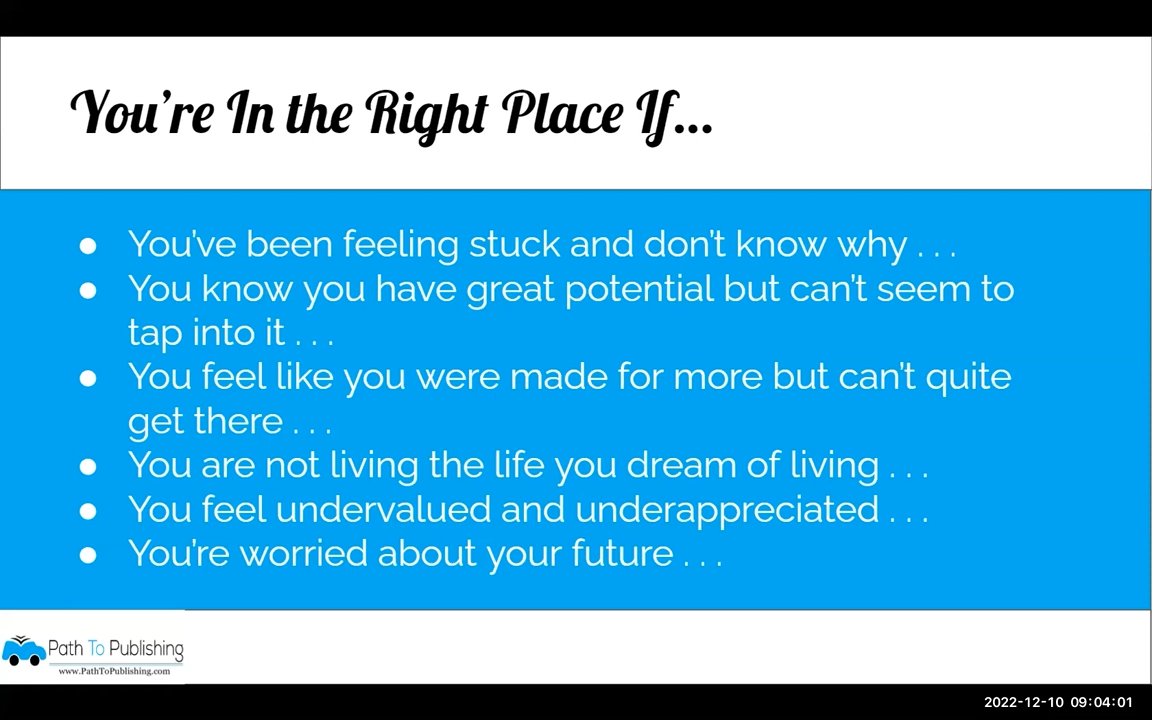 You’re In the Right Place If...
● You’ve been feeling stuck and don’t know why . . .
● You know you have great potential but can’t seem to
tap into it . . .
● You feel like you were made for more but can’t quite
get there . . .
● You are not living the life you dream of living . . .
● You feel undervalued and underappreciated . . .
● You’re worried about your future . . .
Path To Publishing
www.PathToPublishing.com
2022-12-10 09:04:01